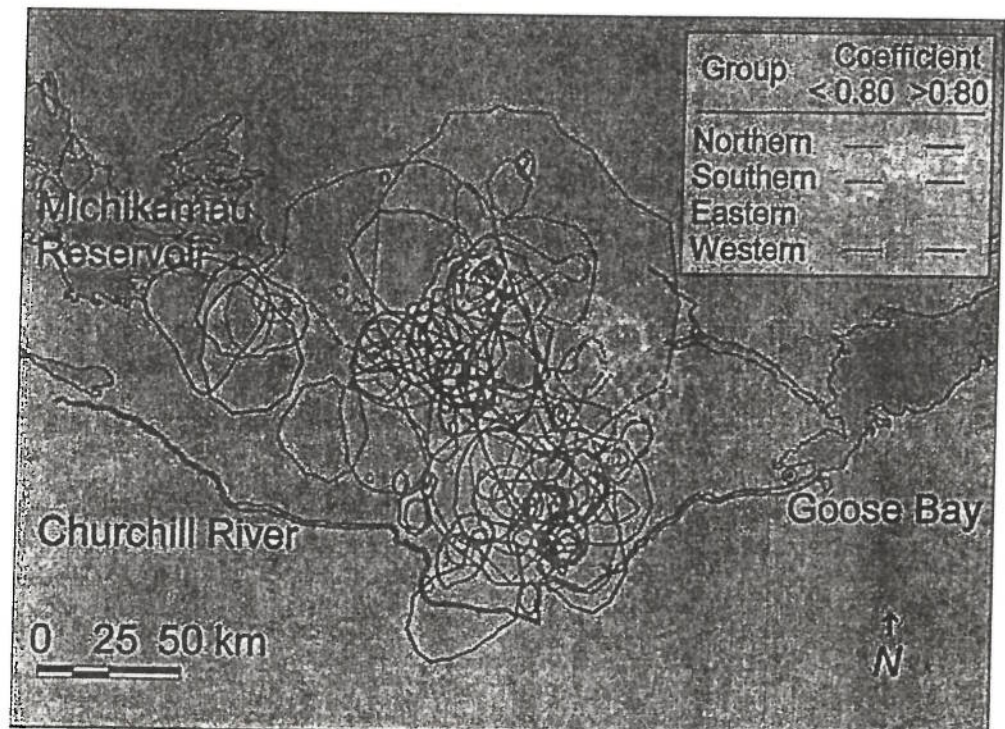 Group Coefficient
<0.80 >0.80
Northern
Southern
Eastern
Western
Michikamau
Reservoir
Churchill River
Goose Bay
0 25 50 km
N